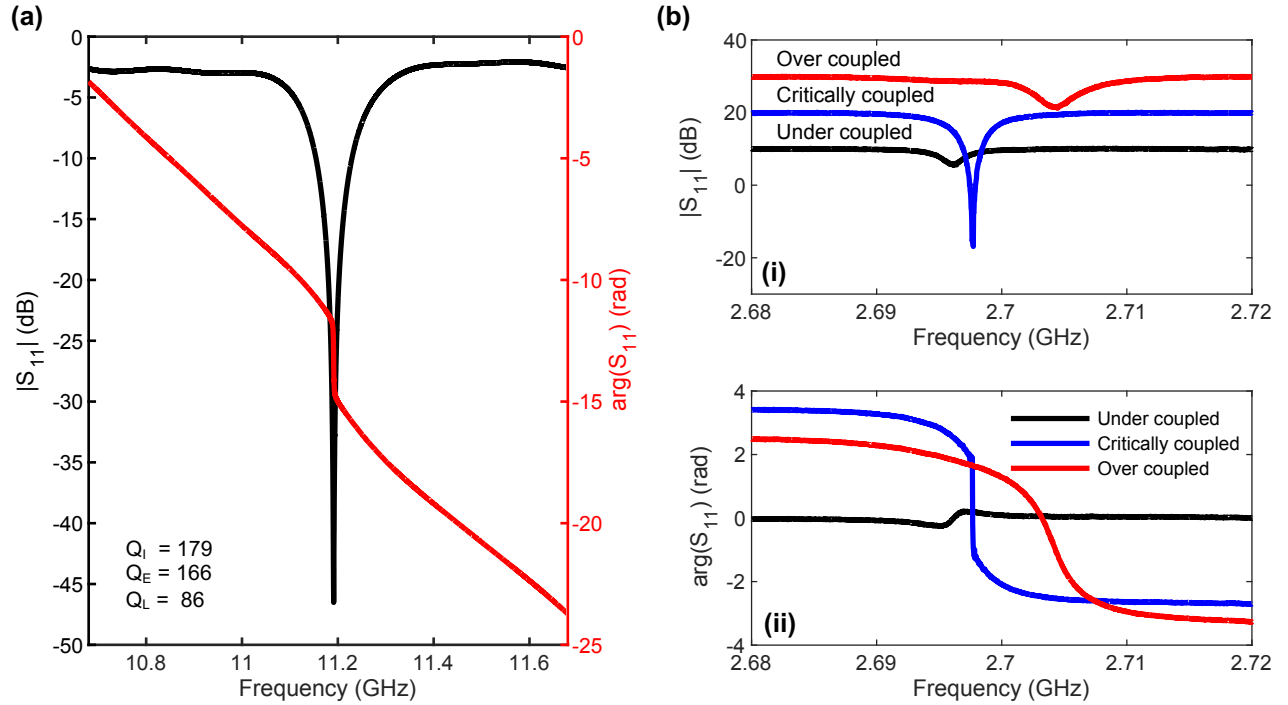 (a)
0
-5
-10
-15
-20
-25
-30
-35
-40
-45
-50
|S11| (dB)
10.8
11
11.2
11.4
11.6
Frequency (GHz)
0
-5
-10
-15
-20
-25
arg(S11) (rad)
QI = 179
QE = 166
QL = 86
(b)
40
20
0
-20
|S11| (dB)
Over coupled
Critically coupled
Under coupled
(i)
2.68
2.69
2.7
2.71
2.72
Frequency (GHz)
4
2
0
-2
-4
arg(S11) (rad)
Under coupled
Critically coupled
Over coupled
(ii)
2.68
2.69
2.7
2.71
2.72
Frequency (GHz)